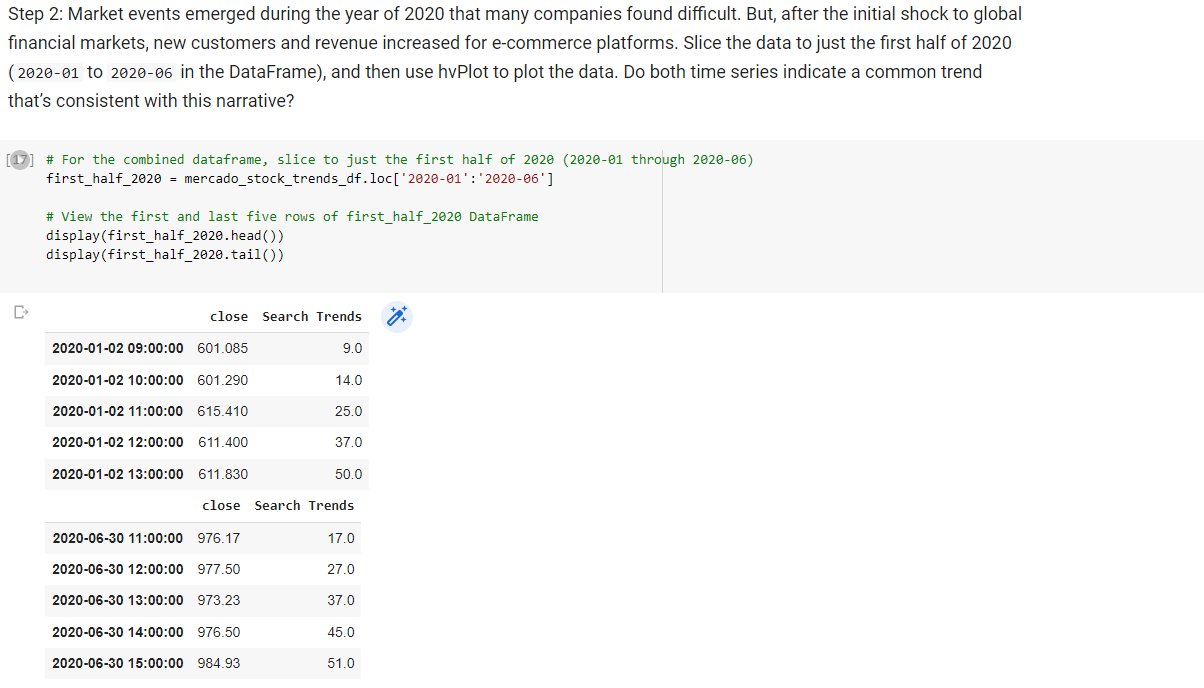 Step 2: Market events emerged during the year of 2020 that many companies found difficult. But, after the initial shock to global
financial markets, new customers and revenue increased for e-commerce platforms. Slice the data to just the first half of 2020
(2020-01 to 2020-06 in the DataFrame), and then use hvPlot to plot the data. Do both time series indicate a common trend
that’s consistent with this narrative?
[17] # For the combined dataframe, slice to just the first half of 2020 (2020-01 through 2020-06)
first_half_2020 = mercado_stock_trends_df.loc['2020-01':'2020-06']
# View the first and last five rows of first_half_2020 DataFrame
display(first_half_2020.head())
display(first_half_2020.tail())
close Search Trends
2020-01-02 09:00:00 601.085 9.0
2020-01-02 10:00:00 601.290 14.0
2020-01-02 11:00:00 615.410 25.0
2020-01-02 12:00:00 611.400 37.0
2020-01-02 13:00:00 611.830 50.0
close Search Trends
2020-06-30 11:00:00 976.17 17.0
2020-06-30 12:00:00 977.50 27.0
2020-06-30 13:00:00 973.23 37.0
2020-06-30 14:00:00 976.50 45.0
2020-06-30 15:00:00 984.93 51.0